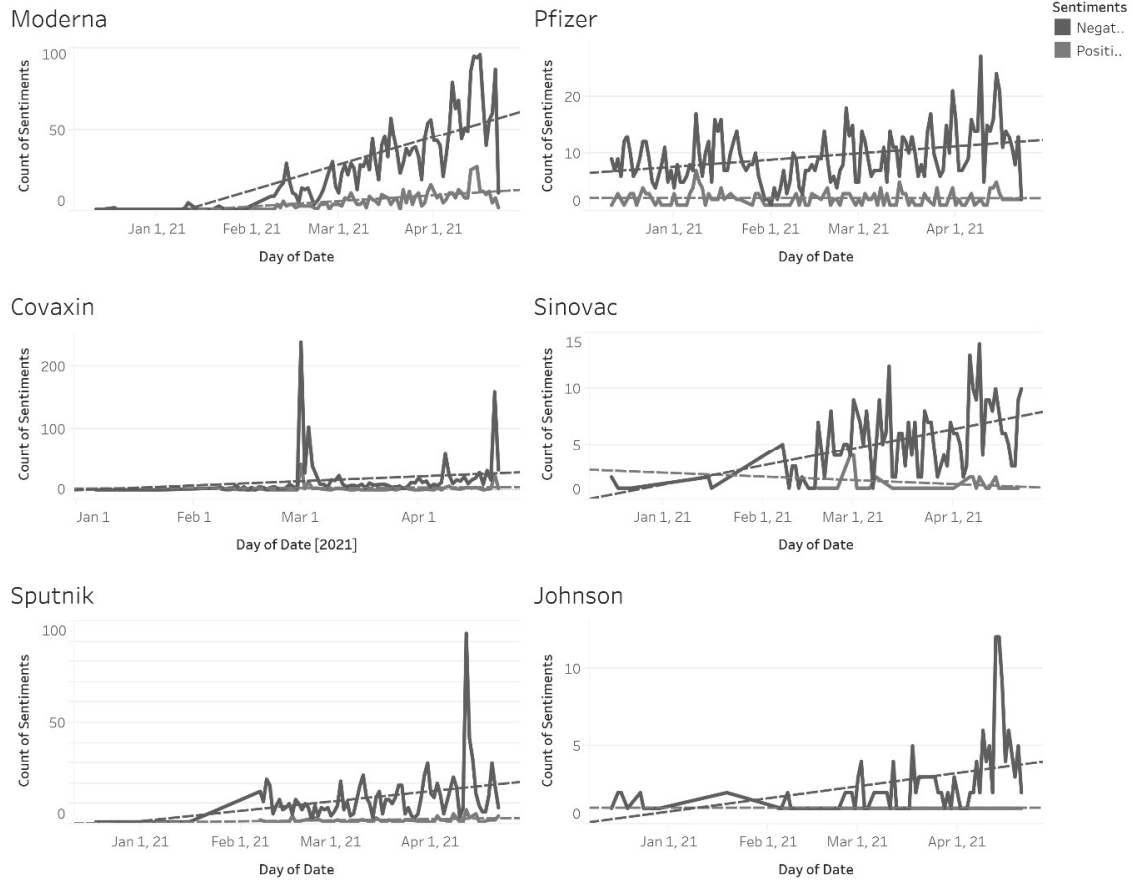 Sentiments
Negat..
Positi..
Moderna
Count of Sentiments
100
50
0
Jan 1, 21 Feb 1, 21 Mar 1, 21 Apr 1, 21
Day of Date
Pfizer
Count of Sentiments
20
10
0
Jan 1, 21 Feb 1, 21 Mar 1, 21 Apr 1, 21
Day of Date
Covaxin
Count of Sentiments
200
100
0
Jan 1 Feb 1 Mar 1 Apr 1
Day of Date [2021]
Sinovac
Count of Sentiments
15
10
5
0
Jan 1, 21 Feb 1, 21 Mar 1, 21 Apr 1, 21
Day of Date
Sputnik
Count of Sentiments
100
50
0
Jan 1, 21 Feb 1, 21 Mar 1, 21 Apr 1, 21
Day of Date
Johnson
Count of Sentiments
10
5
0
Jan 1, 21 Feb 1, 21 Mar 1, 21 Apr 1, 21
Day of Date